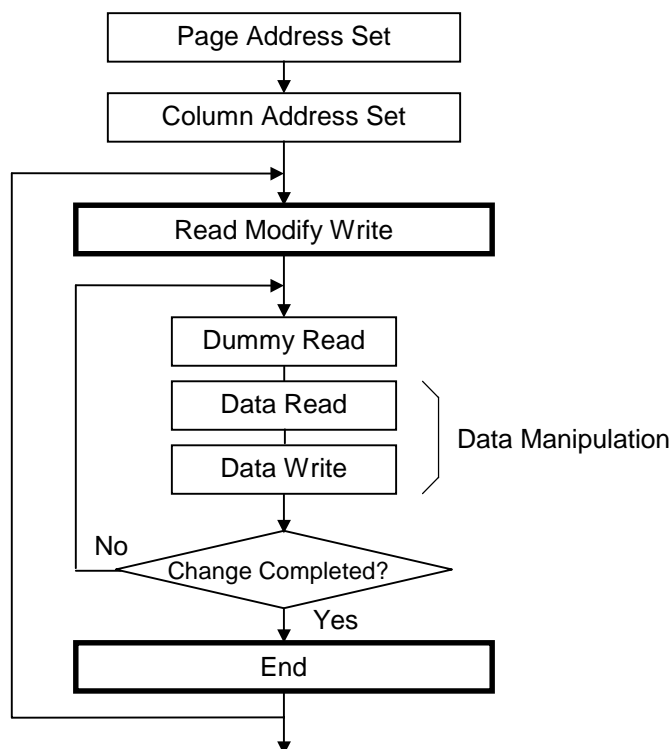 Page Address Set
Column Address Set
Read Modify Write
Dummy Read
Data Read
Data Manipulation
Data Write
No
Change Completed?
Yes
End